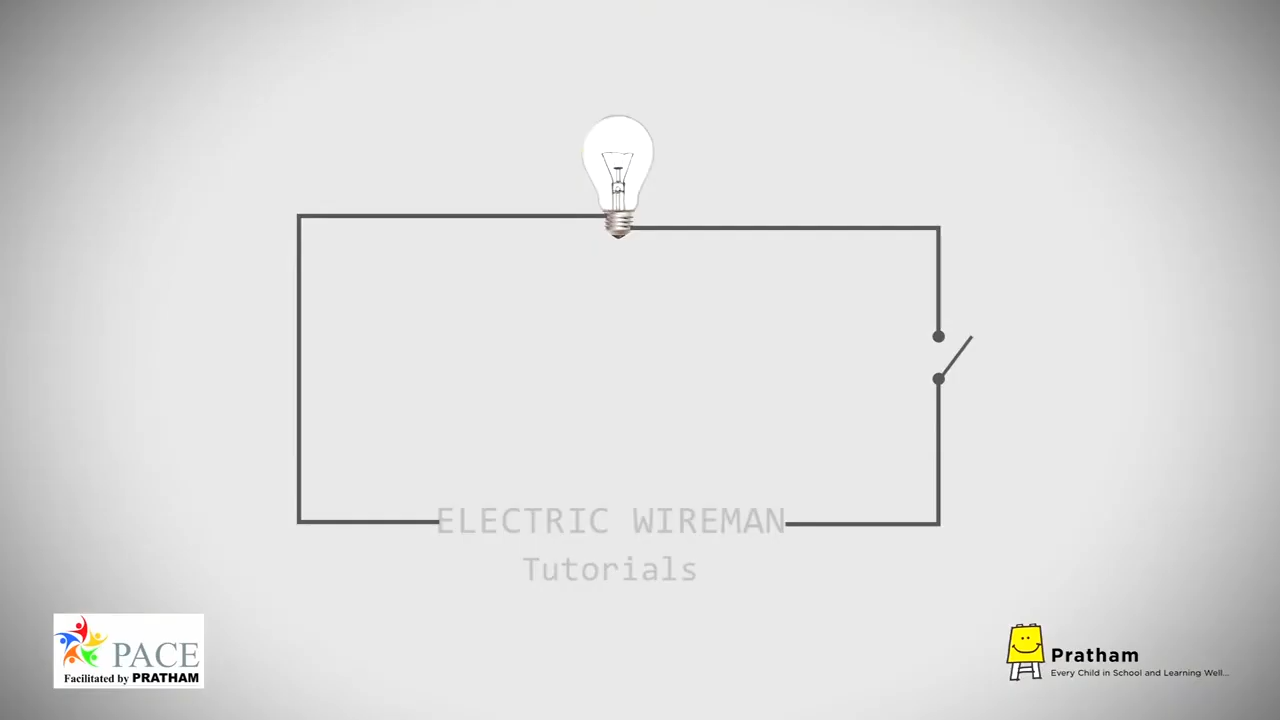 ELECTRIC WIREMAN
Tutorials
PACE
Facilitated by PRATHAM
Pratham
Every Child in School and Learning Well...